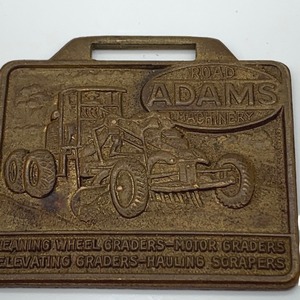 ROAD
ADAMS
MACHINERY
LEANING WHEEL GRADERS-MOTOR GRADERS
ELEVATING GRADERS-HAULING SCRAPERS